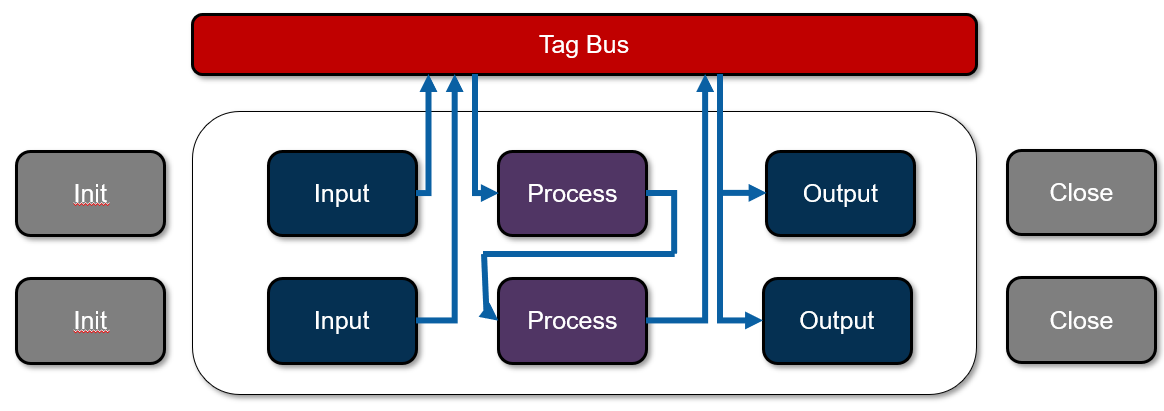 Tag Bus
Init
Input
Process
Output
Close
Init
Input
Process
Output
Close